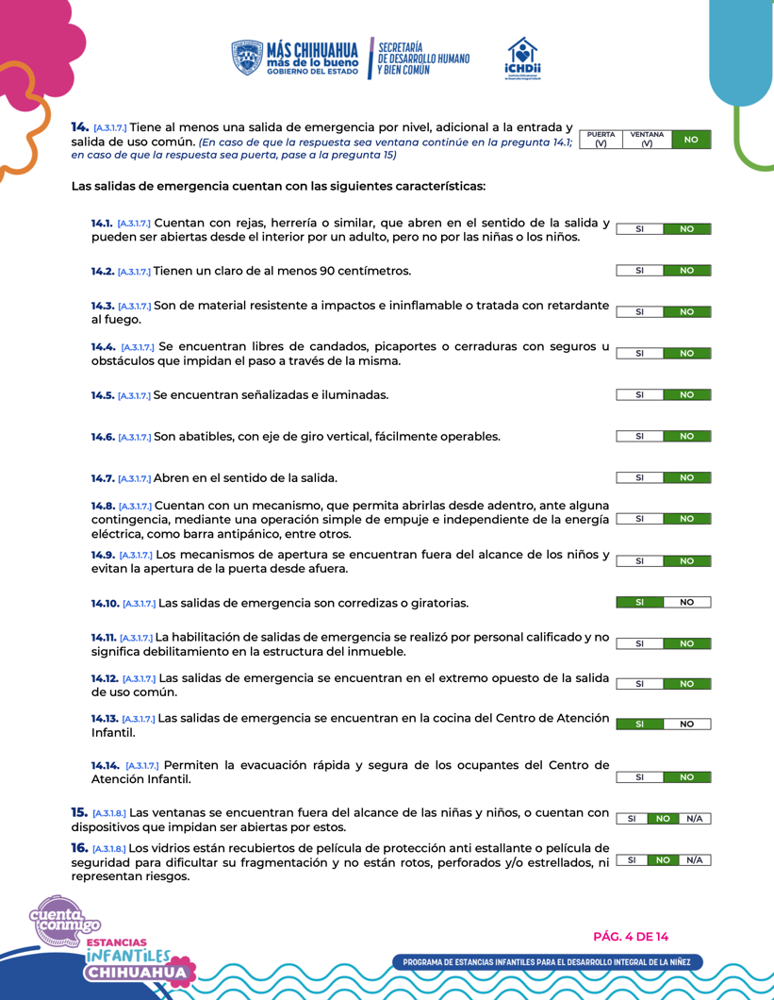 MÁS CHIHUAHUA
más de lo bueno
GOBIERNO DEL ESTADO
SECRETARÍA
DE DESARROLLO HUMANO
Y BIEN COMÚN
iCHDii
14. [A.3.1.7.] Tiene al menos una salida de emergencia por nivel, adicional a la entrada y
salida de uso común. (En caso de que la respuesta sea ventana continúe en la pregunta 14.1;
en caso de que la respuesta sea puerta, pase a la pregunta 15)
PUERTA (V) VENTANA (V) NO
Las salidas de emergencia cuentan con las siguientes características:
14.1. [A.3.1.7.] Cuentan con rejas, herrería o similar, que abren en el sentido de la salida y
pueden ser abiertas desde el interior por un adulto, pero no por las niñas o los niños.
SI NO
14.2. [A.3.1.7.] Tienen un claro de al menos 90 centímetros.
SI NO
14.3. [A.3.1.7.] Son de material resistente a impactos e ininflamable o tratada con retardante
al fuego.
SI NO
14.4. [A.3.1.7.] Se encuentran libres de candados, picaportes o cerraduras con seguros u
obstáculos que impidan el paso a través de la misma.
SI NO
14.5. [A.3.1.7.] Se encuentran señalizadas e iluminadas.
SI NO
14.6. [A.3.1.7.] Son abatibles, con eje de giro vertical, fácilmente operables.
SI NO
14.7. [A.3.1.7.] Abren en el sentido de la salida.
SI NO
14.8. [A.3.1.7.] Cuentan con un mecanismo, que permita abrirlas desde adentro, ante alguna
contingencia, mediante una operación simple de empuje e independiente de la energía
eléctrica, como barra antipánico, entre otros.
SI NO
14.9. [A.3.1.7.] Los mecanismos de apertura se encuentran fuera del alcance de los niños y
evitan la apertura de la puerta desde afuera.
SI NO
14.10. [A.3.1.7.] Las salidas de emergencia son corredizas o giratorias.
SI NO
14.11. [A.3.1.7.] La habilitación de salidas de emergencia se realizó por personal calificado y no
significa debilitamiento en la estructura del inmueble.
SI NO
14.12. [A.3.1.7.] Las salidas de emergencia se encuentran en el extremo opuesto de la salida
de uso común.
SI NO
14.13. [A.3.1.7.] Las salidas de emergencia se encuentran en la cocina del Centro de Atención
Infantil.
SI NO
14.14. [A.3.1.7.] Permiten la evacuación rápida y segura de los ocupantes del Centro de
Atención Infantil.
SI NO
15. [A.3.1.8.] Las ventanas se encuentran fuera del alcance de las niñas y niños, o cuentan con
dispositivos que impidan ser abiertas por estos.
SI NO N/A
16. [A.3.1.8.] Los vidrios están recubiertos de película de protección anti estallante o película de
seguridad para dificultar su fragmentación y no están rotos, perforados y/o estrellados, ni
representan riesgos.
SI NO N/A
cuenta
conmigo
ESTANCIAS
iNFANTiLES
CHIHUAHUA
PÁG. 4 DE 14
PROGRAMA DE ESTANCIAS INFANTILES PARA EL DESARROLLO INTEGRAL DE LA NIÑEZ